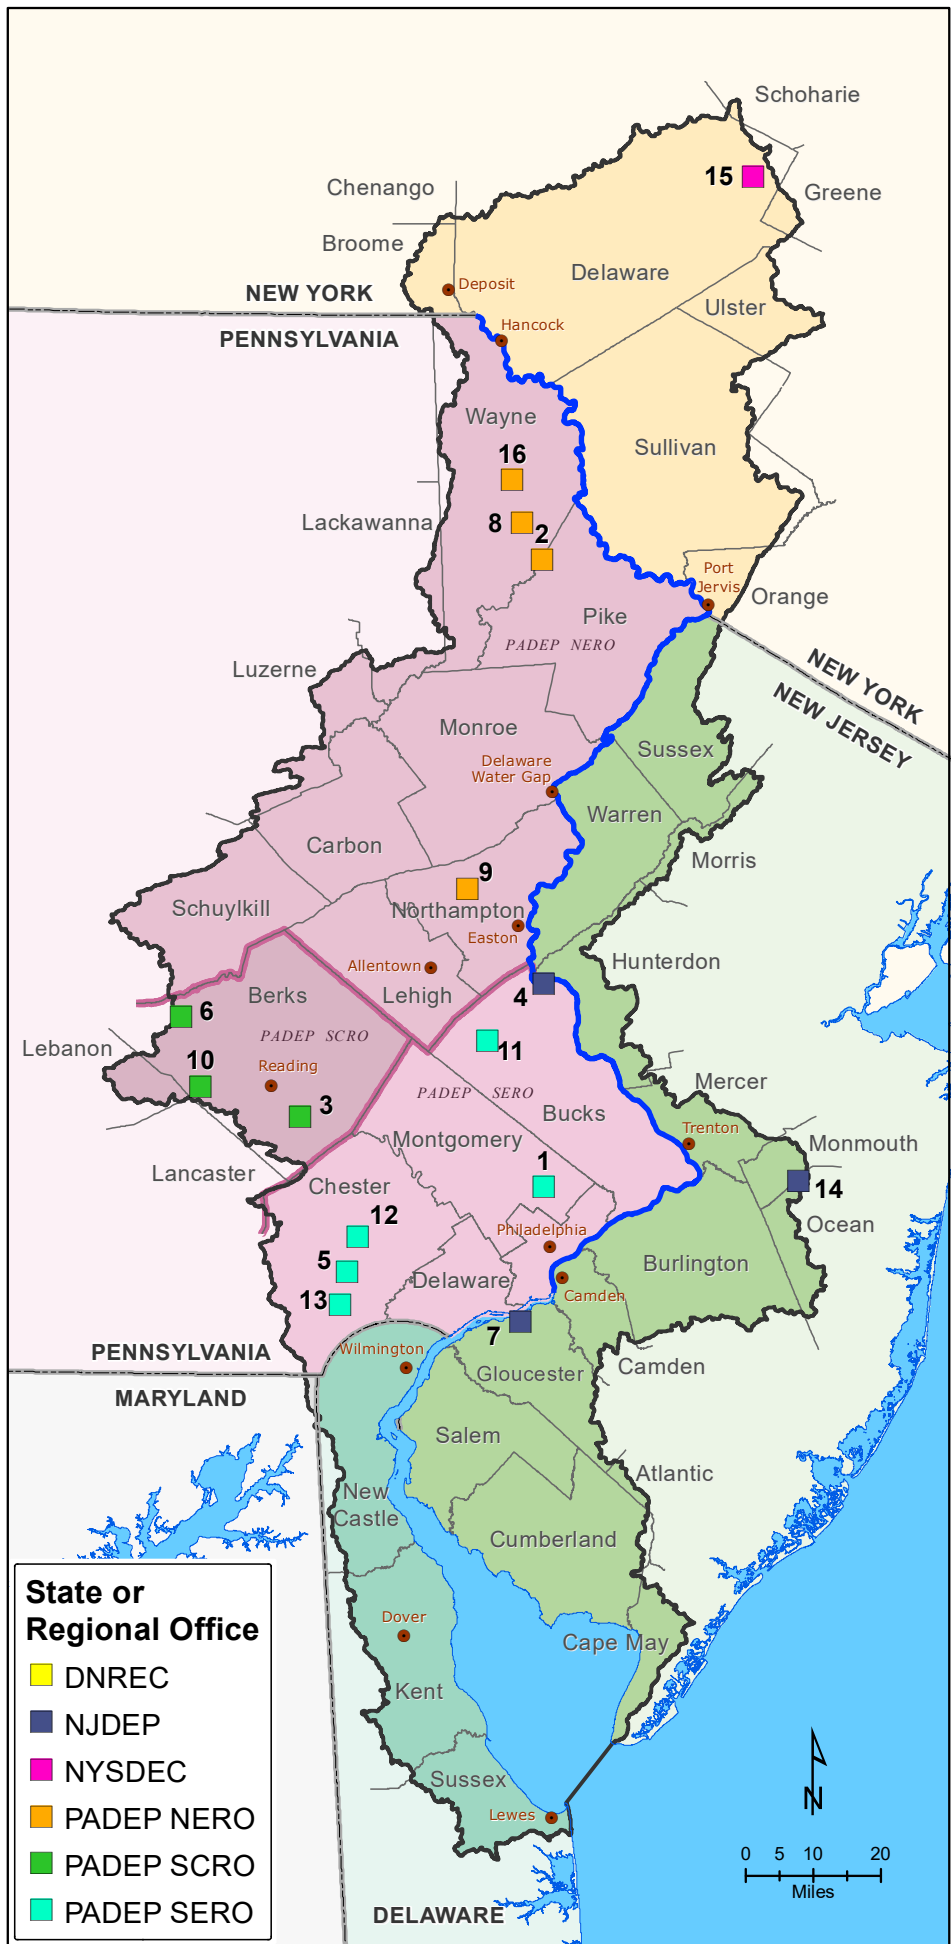 Schoharie
15
Greene
Chenango
Broome
Delaware
Deposit
NEW YORK
Ulster
Hancock
PENNSYLVANIA
Wayne
Sullivan
16
8
2
Lackawanna
Port
Jervis
Orange
Pike
PADEP NERO
NEW YORK
NEW JERSEY
Luzerne
Monroe
Sussex
Delaware
Water Gap
Warren
Carbon
Morris
9
Schuylkill
Northampton
Easton
Hunterdon
Allentown
Lehigh
Berks
4
6
PADEP SCRO
Lebanon
11
10
Reading
Mercer
PADEP SERO
3
Bucks
Trenton
Montgomery
Monmouth
Lancaster
1
Chester
14
12
Ocean
Philadelphia
5
Burlington
Delaware
13
Camden
7
PENNSYLVANIA
Wilmington
Gloucester
Camden
MARYLAND
Salem
Atlantic
New
Castle
Cumberland
State or
Regional Office
Dover
Cape May
DNREC
Kent
NJDEP
NYSDEC
Sussex
N
PADEP NERO
Lewes
0 5 10 20
Miles
PADEP SCRO
PADEP SERO
DELAWARE